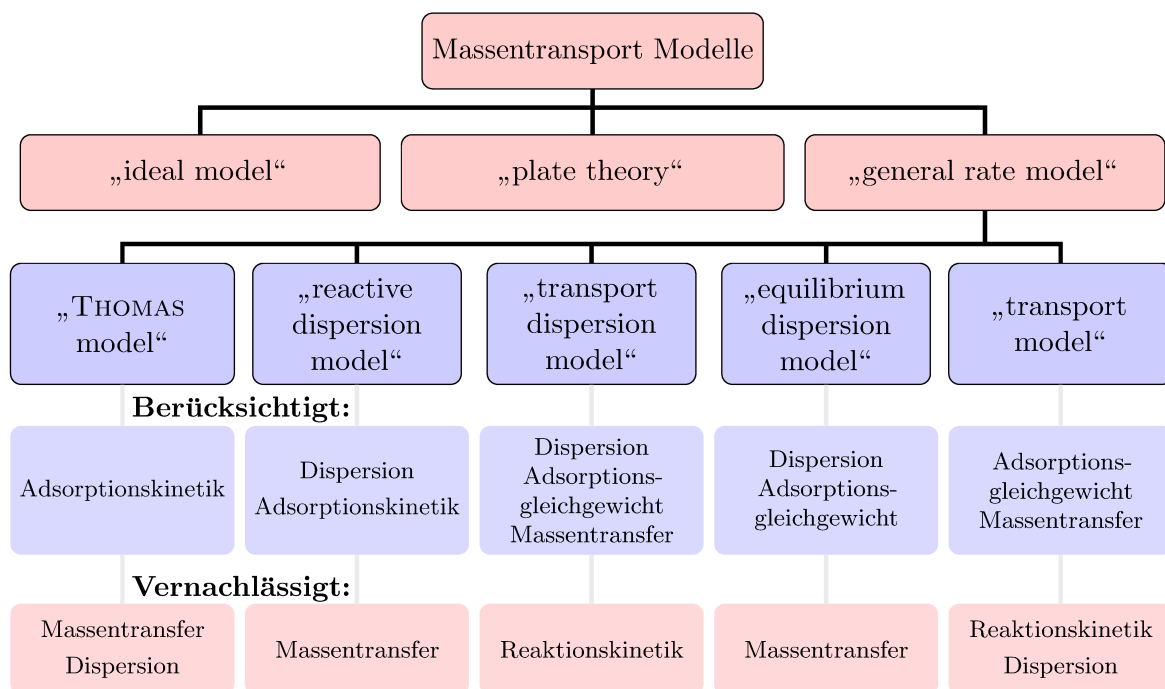 Massentransport Modelle
„ideal model“
„plate theory“
„general rate model“
„THOMAS
model“
„reactive
dispersion
model“
„transport
dispersion
model“
„equilibrium
dispersion
model“
„transport
model“
Berücksichtigt:
Adsorptionskinetik
Dispersion
Adsorptionskinetik
Dispersion
Adsorptions-
gleichgewicht
Massentransfer
Dispersion
Adsorptions-
gleichgewicht
Adsorptions-
gleichgewicht
Massentransfer
Vernachlässigt:
Massentransfer
Dispersion
Massentransfer
Reaktionskinetik
Massentransfer
Reaktionskinetik
Dispersion